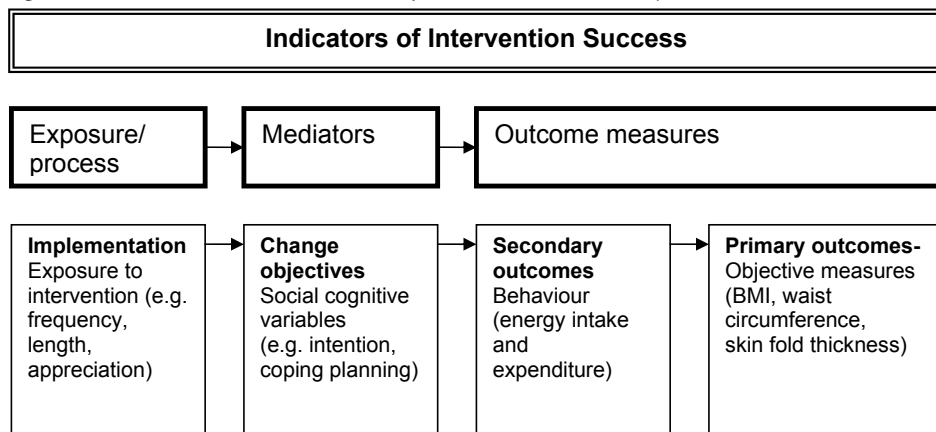 Indicators of Intervention Success
Exposure/
process
Mediators
Outcome measures
Implementation
Exposure to
intervention (e.g.
frequency,
length,
appreciation)
Change
objectives
Social cognitive
variables
(e.g. intention,
coping planning)
Secondary
outcomes
Behaviour
(energy intake
and
expenditure)
Primary outcomes-
Objective measures
(BMI, waist
circumference,
skin fold thickness)